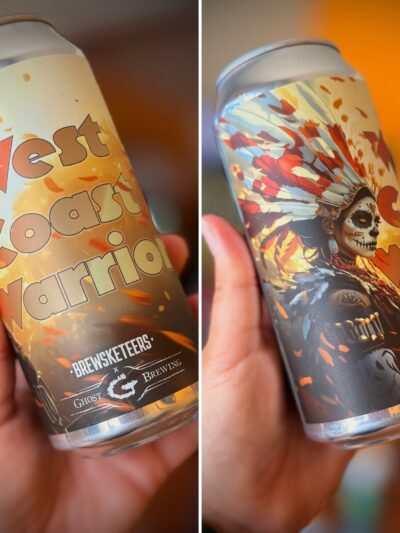 West
Coast
Warrior
·BREWSKETEERS·
x
GHOST G BREWING